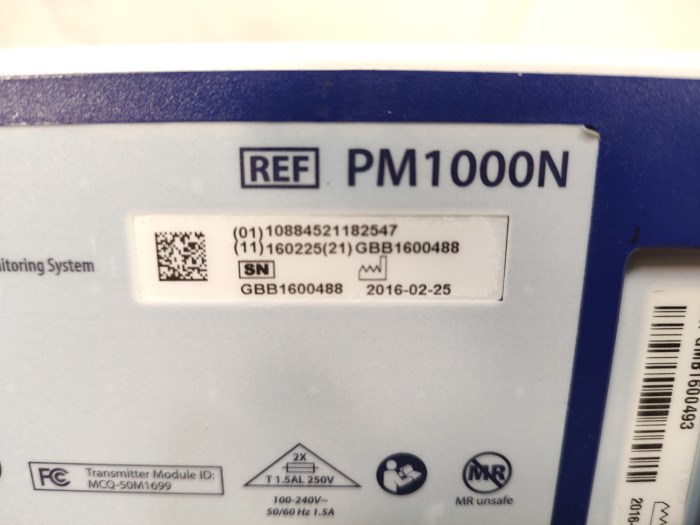 REF PM1000N
(01)10884521182547
(11)160225(21)GBB1600488
itoring System
SN
GBB1600488 2016-02-25
FC Transmitter Module ID:
MCQ-50M1699
2X
T 1.5AL 250V
100-240V~
50/60 Hz 1.5A
MR
MR unsafe
GMB1600493
2016-